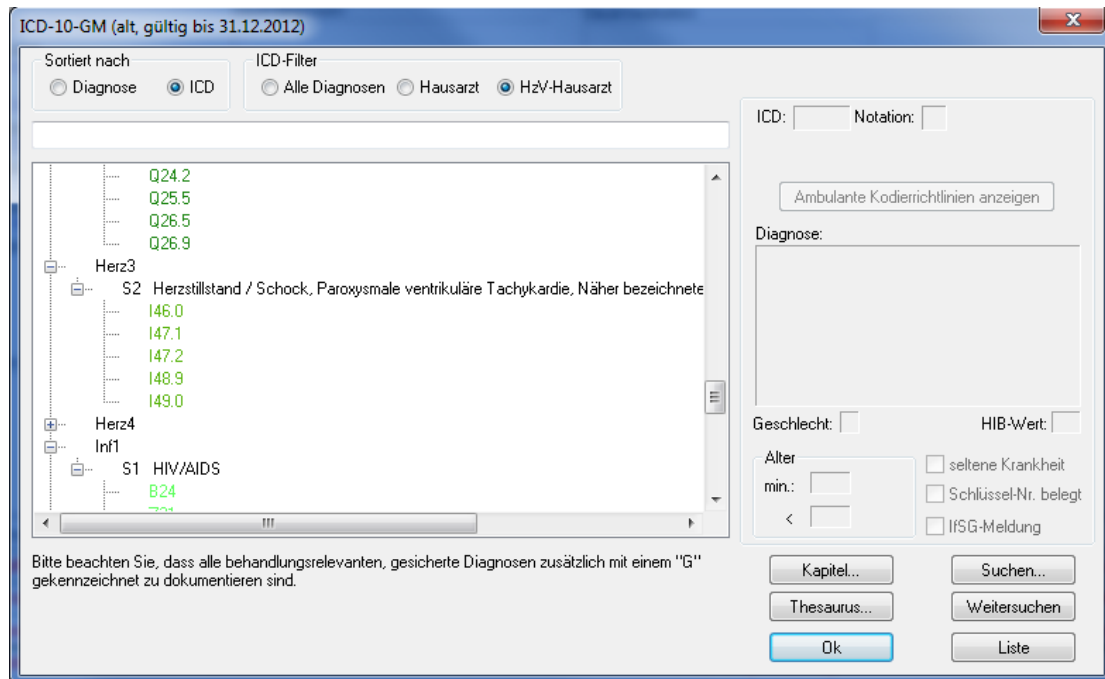 ICD-10-GM (alt, gültig bis 31.12.2012)
Sortiert nach
Diagnose
ICD
ICD-Filter
Alle Diagnosen
Hausarzt
HzV-Hausarzt
Q24.2
Q25.5
Q26.5
Q26.9
Herz3
S2 Herzstillstand / Schock, Paroxysmale ventrikuläre Tachykardie, Näher bezeichnete
I46.0
I47.1
I47.2
I48.9
I49.0
Herz4
Inf1
S1 HIV/AIDS
B24
Bitte beachten Sie, dass alle behandlungsrelevanten, gesicherte Diagnosen zusätzlich mit einem "G"
gekennzeichnet zu dokumentieren sind.
ICD:
Notation:
Ambulante Kodierrichtlinien anzeigen
Diagnose:
Geschlecht:
HIB-Wert:
Alter
min.:
<
seltene Krankheit
Schlüssel-Nr. belegt
IfSG-Meldung
Kapitel...
Suchen...
Thesaurus...
Weitersuchen
Ok
Liste